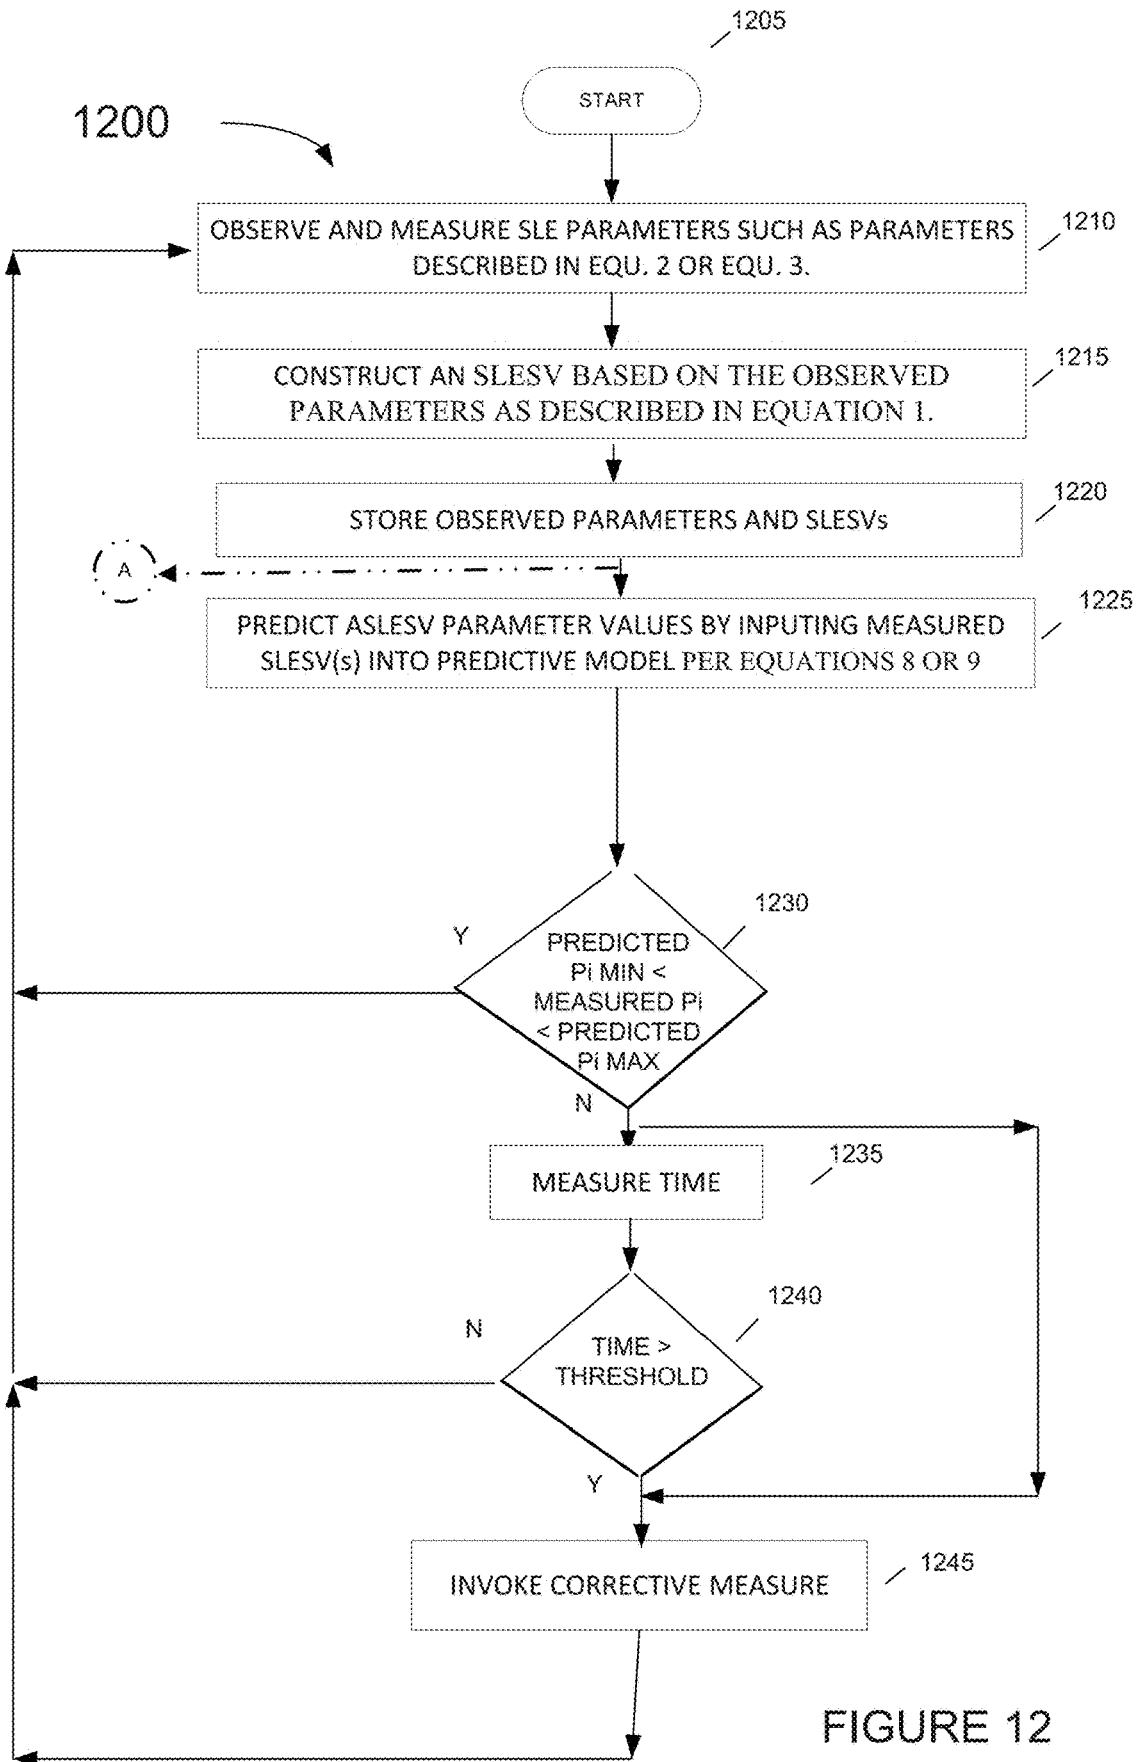 1205
START
1200
OBSERVE AND MEASURE SLE PARAMETERS SUCH AS PARAMETERS
DESCRIBED IN EQU. 2 OR EQU. 3.
1210
CONSTRUCT AN SLESV BASED ON THE OBSERVED
PARAMETERS AS DESCRIBED IN EQUATION 1.
1215
STORE OBSERVED PARAMETERS AND SLESVs
1220
A
PREDICT ASLESV PARAMETER VALUES BY INPUTING MEASURED
SLESV(s) INTO PREDICTIVE MODEL PER EQUATIONS 8 OR 9
1225
1230
Y
PREDICTED
Pi MIN <
MEASURED Pi
< PREDICTED
Pi MAX
N
MEASURE TIME
1235
1240
N
TIME >
THRESHOLD
Y
INVOKE CORRECTIVE MEASURE
1245
FIGURE 12